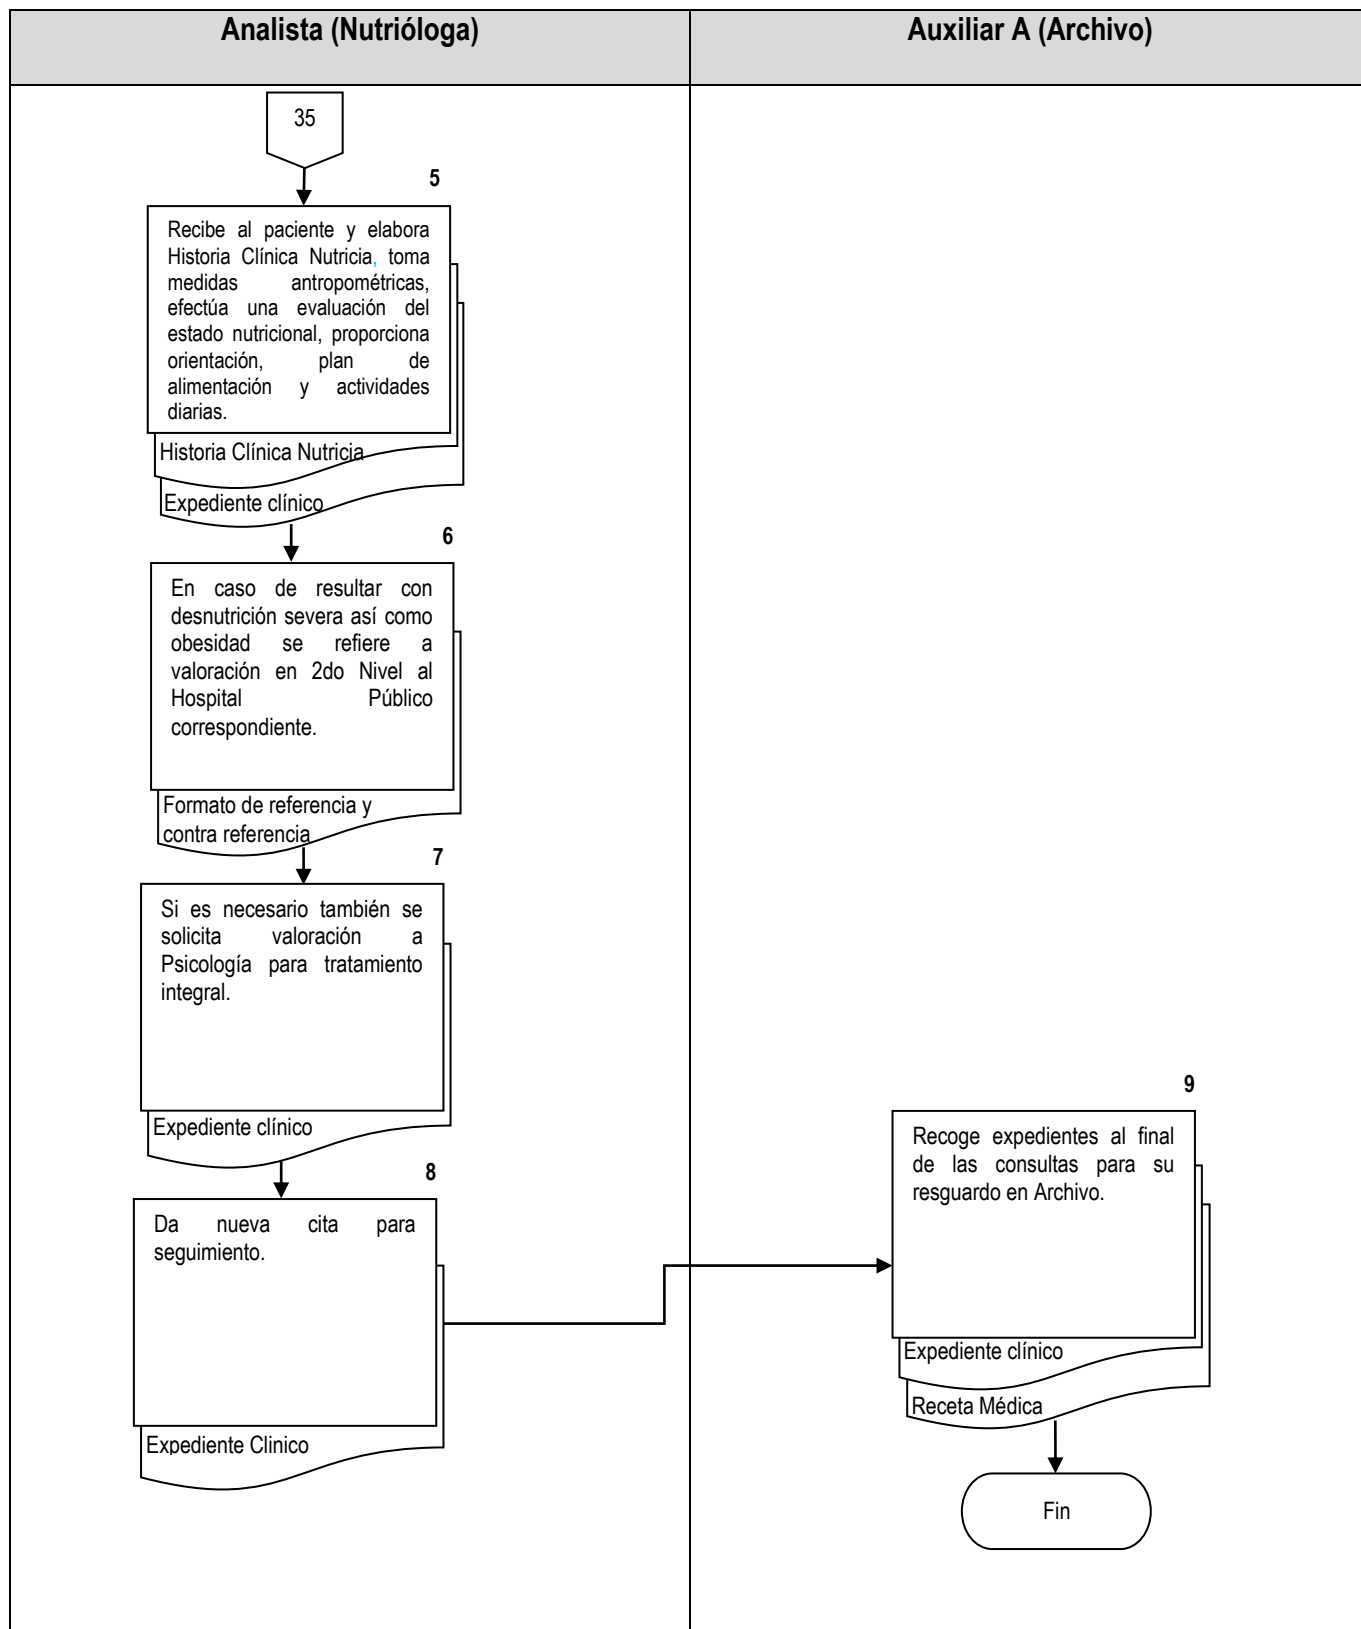 Analista (Nutrióloga)
Auxiliar A (Archivo)
35
5
Recibe al paciente y elabora
Historia Clínica Nutricia, toma
medidas antropométricas,
efectúa una evaluación del
estado nutricional, proporciona
orientación, plan de
alimentación y actividades
diarias.
Historia Clínica Nutricia
Expediente clínico
6
En caso de resultar con
desnutrición severa así como
obesidad se refiere a
valoración en 2do Nivel al
Hospital Público
correspondiente.
Formato de referencia y
contra referencia
7
Si es necesario también se
solicita valoración a
Psicología para tratamiento
integral.
Expediente clínico
8
Da nueva cita para
seguimiento.
Expediente Clinico
9
Recoge expedientes al final
de las consultas para su
resguardo en Archivo.
Expediente clínico
Receta Médica
Fin